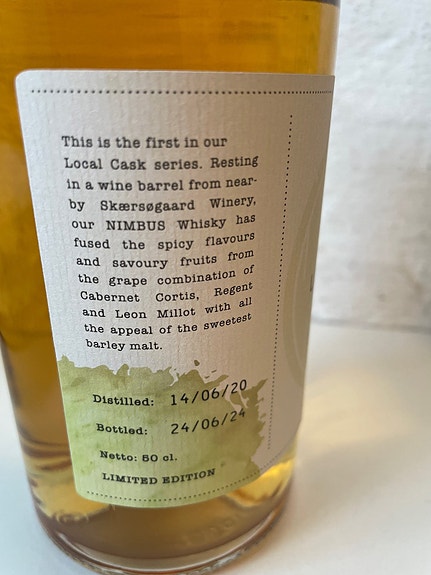 This is the first in our
Local Cask series. Resting
in a wine barrel from near-
by Skærsøgaard Winery,
our NIMBUS Whisky has
fused the spicy flavours
and savoury fruits from
the grape combination of
Cabernet Cortis, Regent
and Leon Millot with all
the appeal of the sweetest
barley malt.
Distilled: 14/06/20
Bottled: 24/06/24
Netto: 50 cl.
LIMITED EDITION